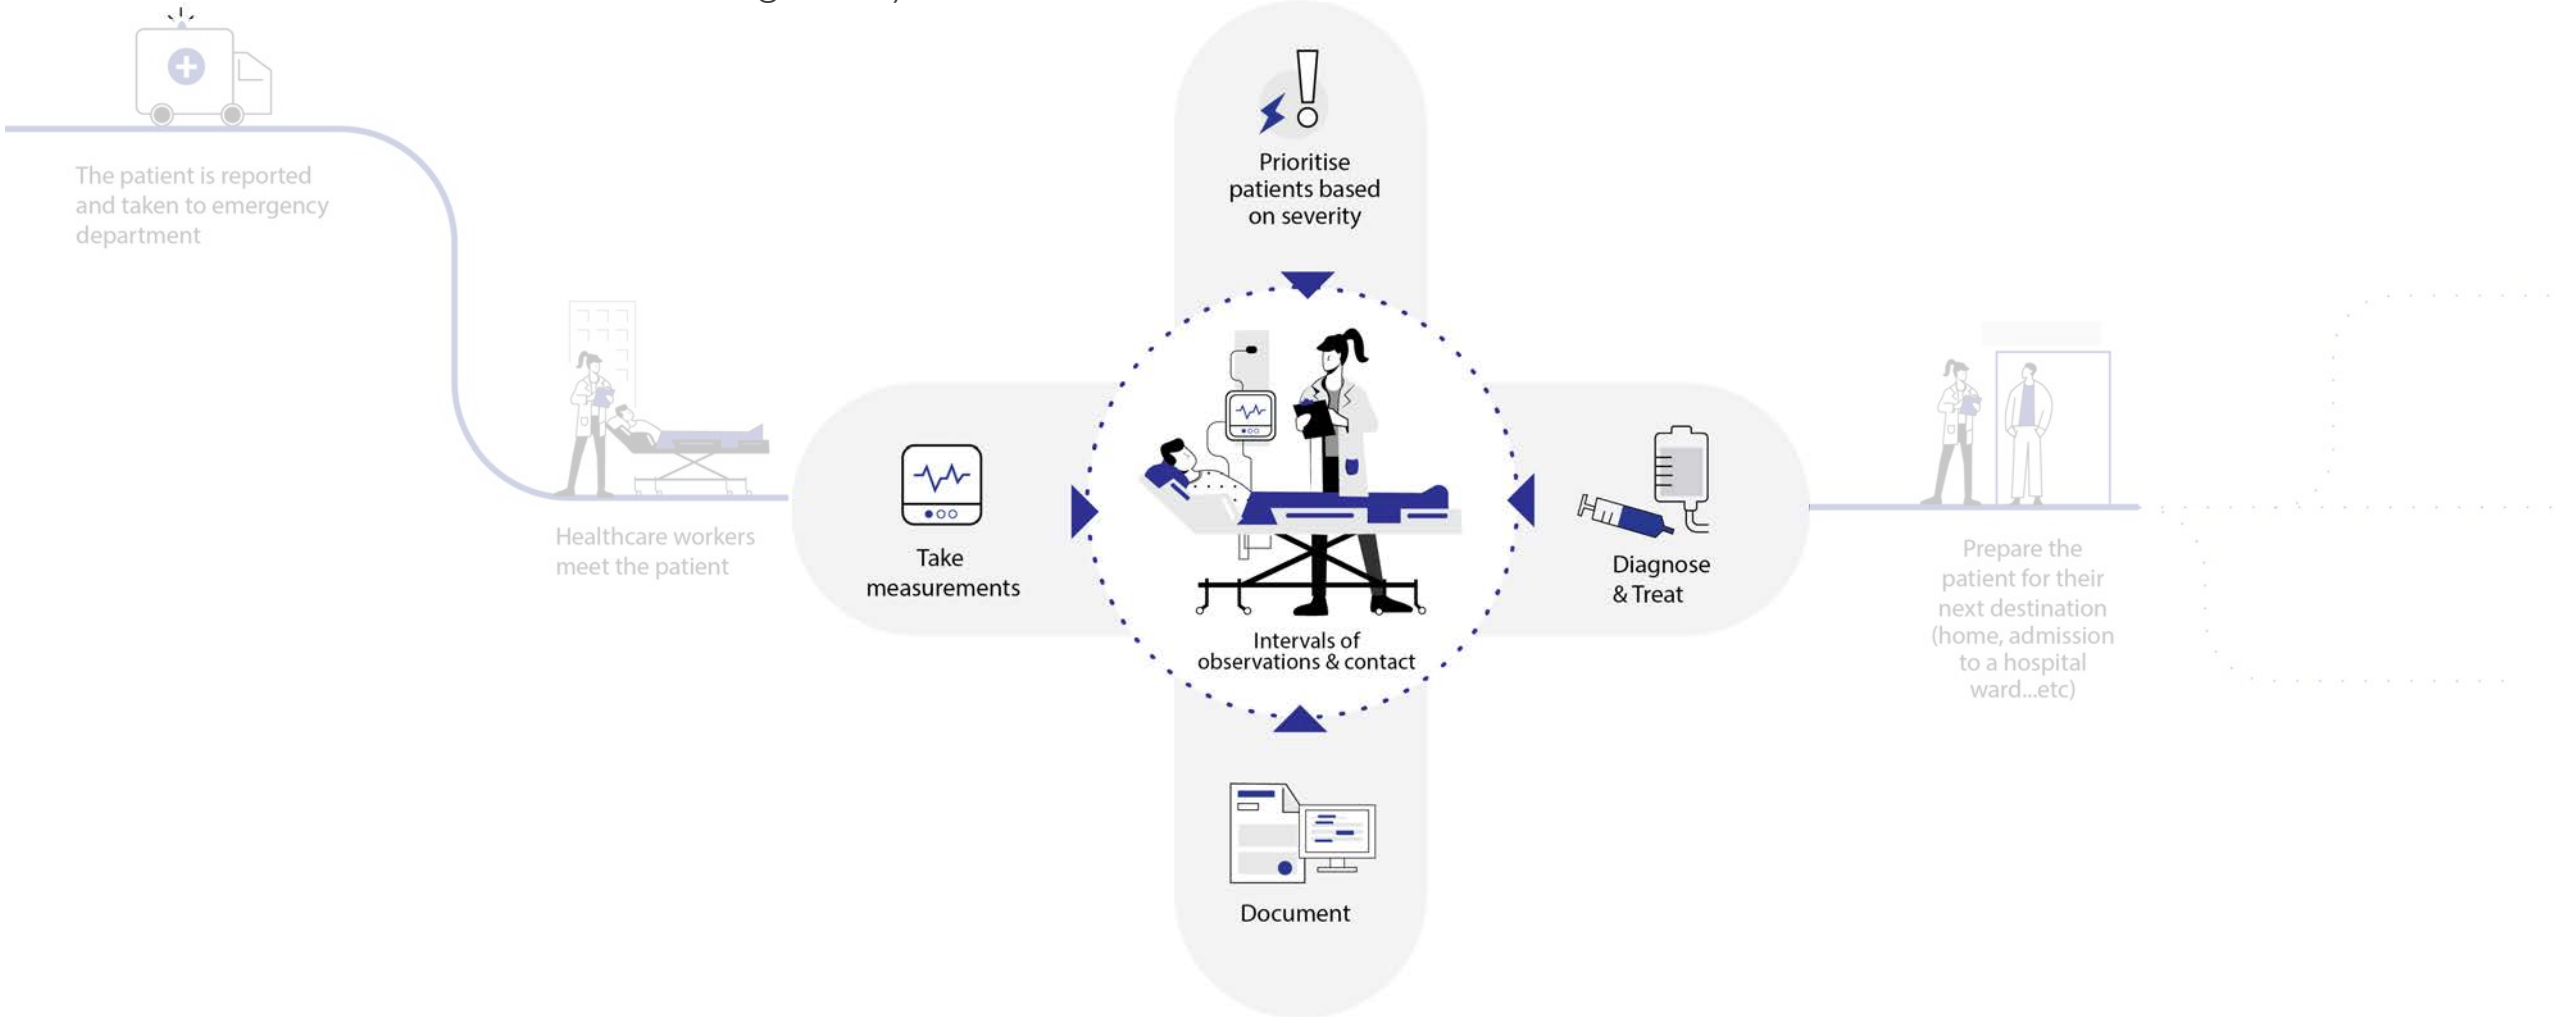 The patient is reported
and taken to emergency
department
Healthcare workers
meet the patient
Prioritise
patients based
on severity
Take
measurements
Intervals of
observations & contact
Diagnose
& Treat
Document
Prepare the
patient for their
next destination
(home, admission
to a hospital
ward...etc)